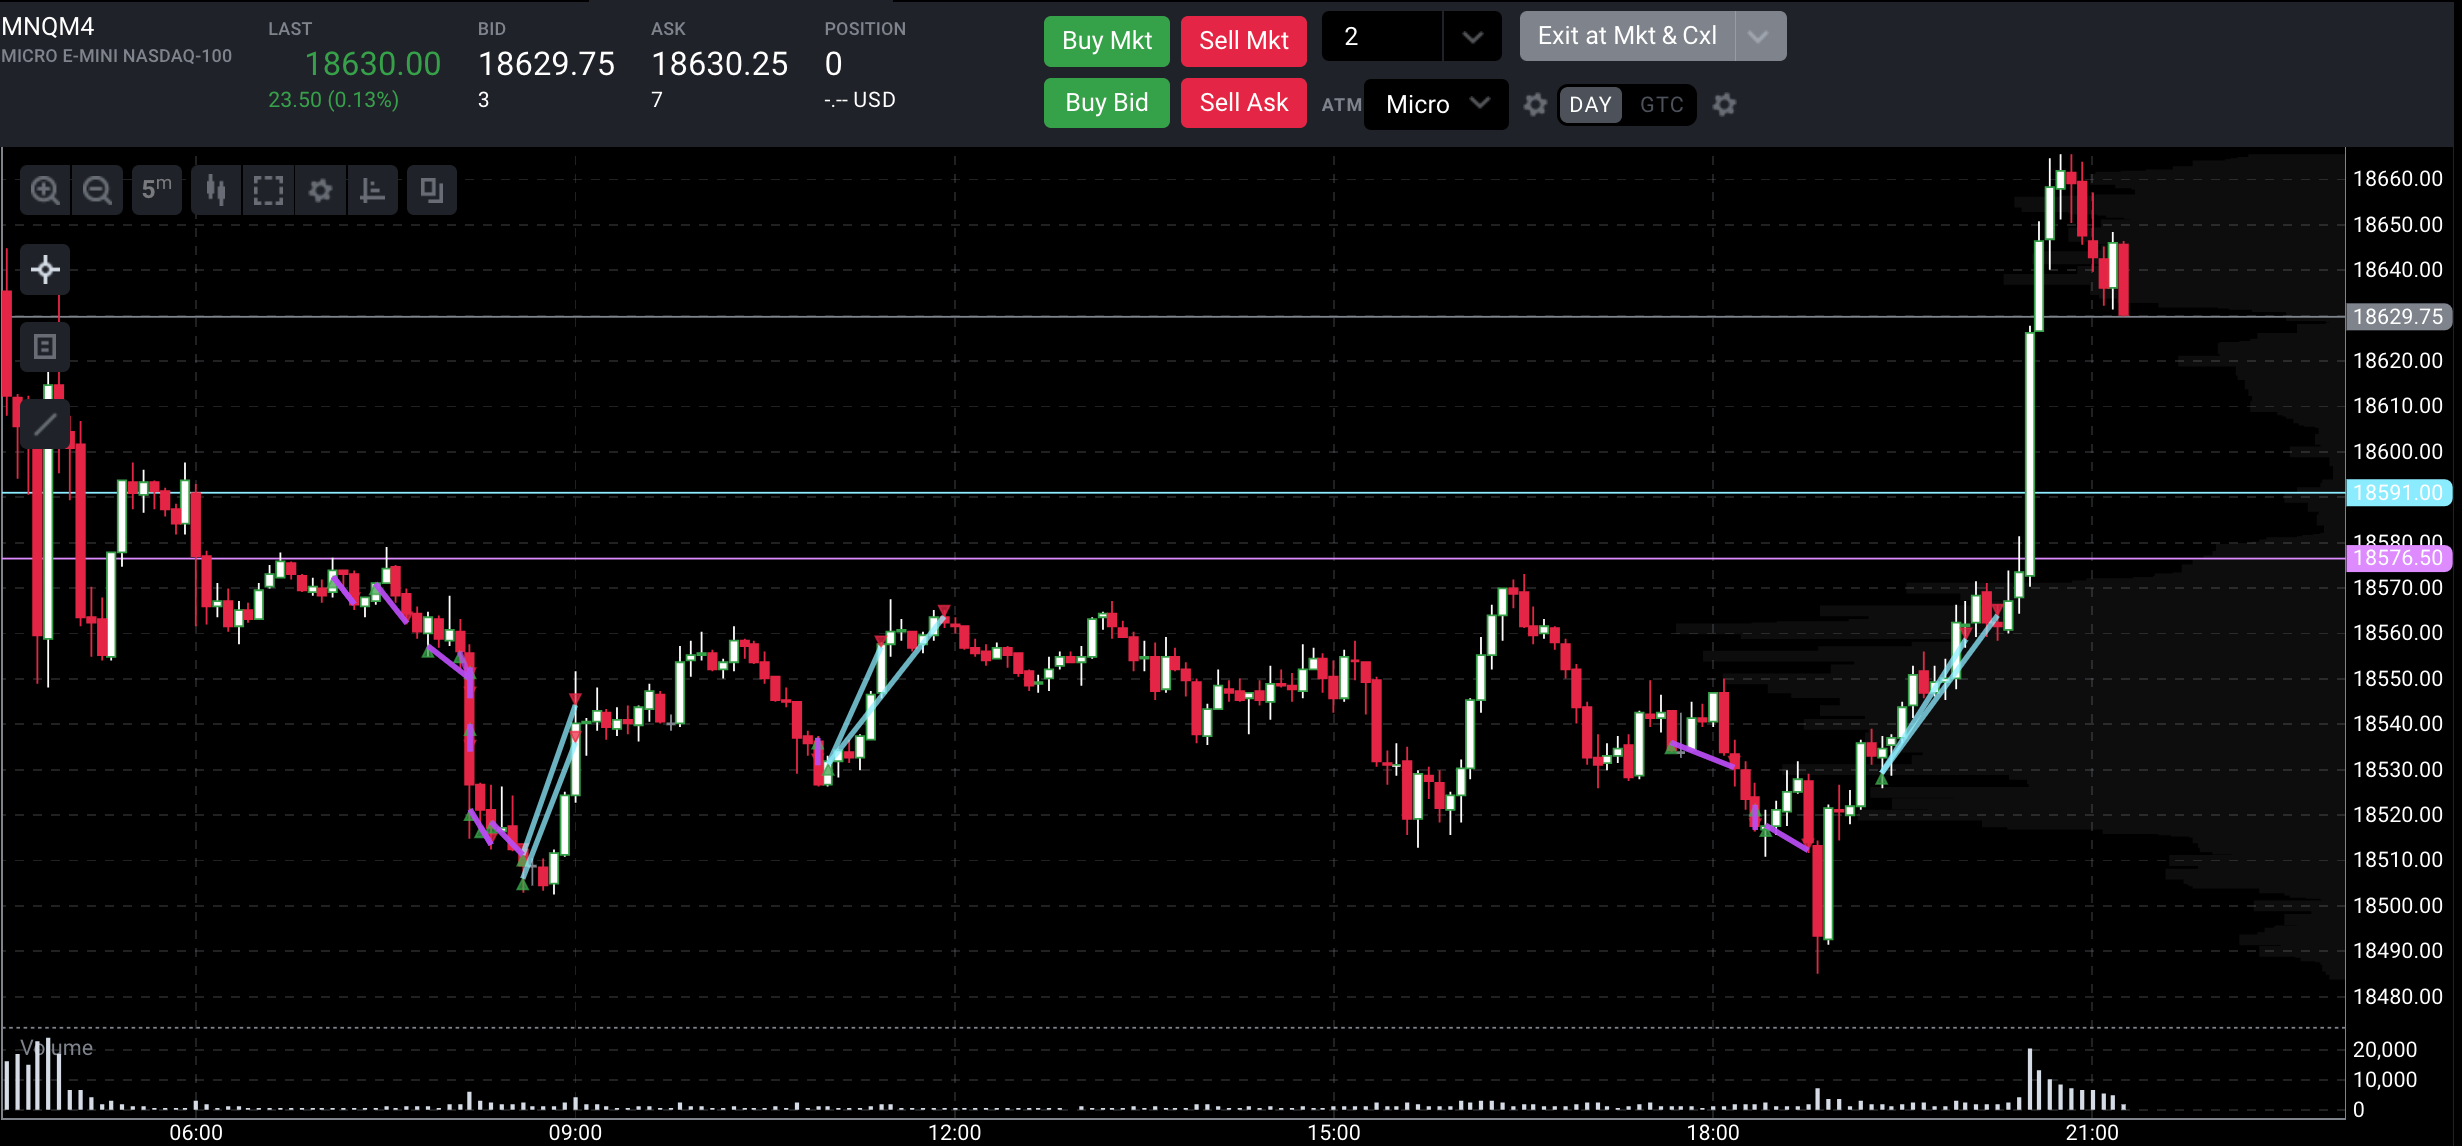 MNQM4
MICRO E-MINI NASDAQ-100
LAST
18630.00
23.50 (0.13%)
BID
18629.75
3
ASK
18630.25
7
POSITION
0
-.-- USD
Buy Mkt
Sell Mkt
2
Exit at Mkt & Cxl
Buy Bid
Sell Ask
ATM
Micro
DAY
GTC
5m
18660.00
18650.00
18640.00
18629.75
18620.00
18610.00
18600.00
18591.00
18580.00
18576.50
18570.00
18560.00
18550.00
18540.00
18530.00
18520.00
18510.00
18500.00
18490.00
18480.00
Volume
20,000
10,000
0
06:00
09:00
12:00
15:00
18:00
21:00